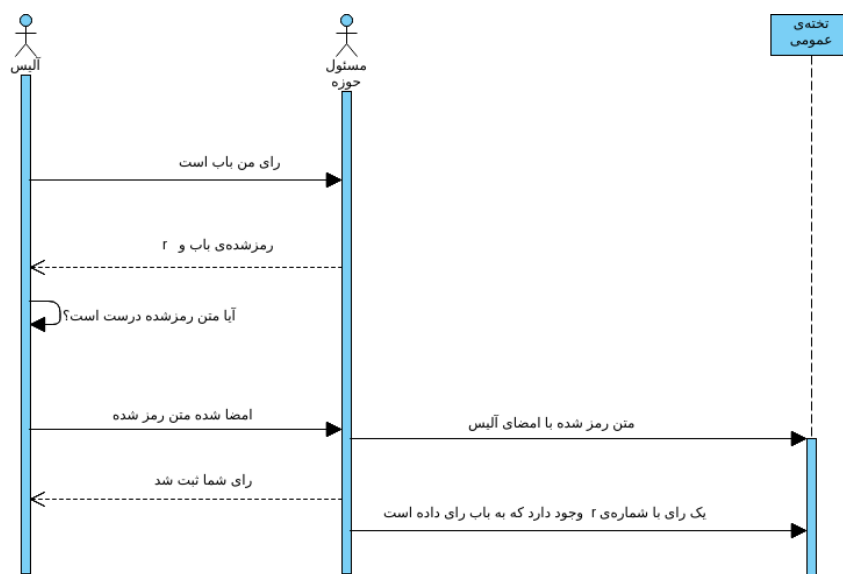 آلیس
مسئول
حوزه
تخته‌ی
عمومی
رای من باب است
رمزشده‌ی باب و r
آیا متن رمزشده درست است؟
امضا شده متن رمز شده
متن رمز شده با امضای آلیس
رای شما ثبت شد
یک رای با شماره‌ی r وجود دارد که به باب رای داده است